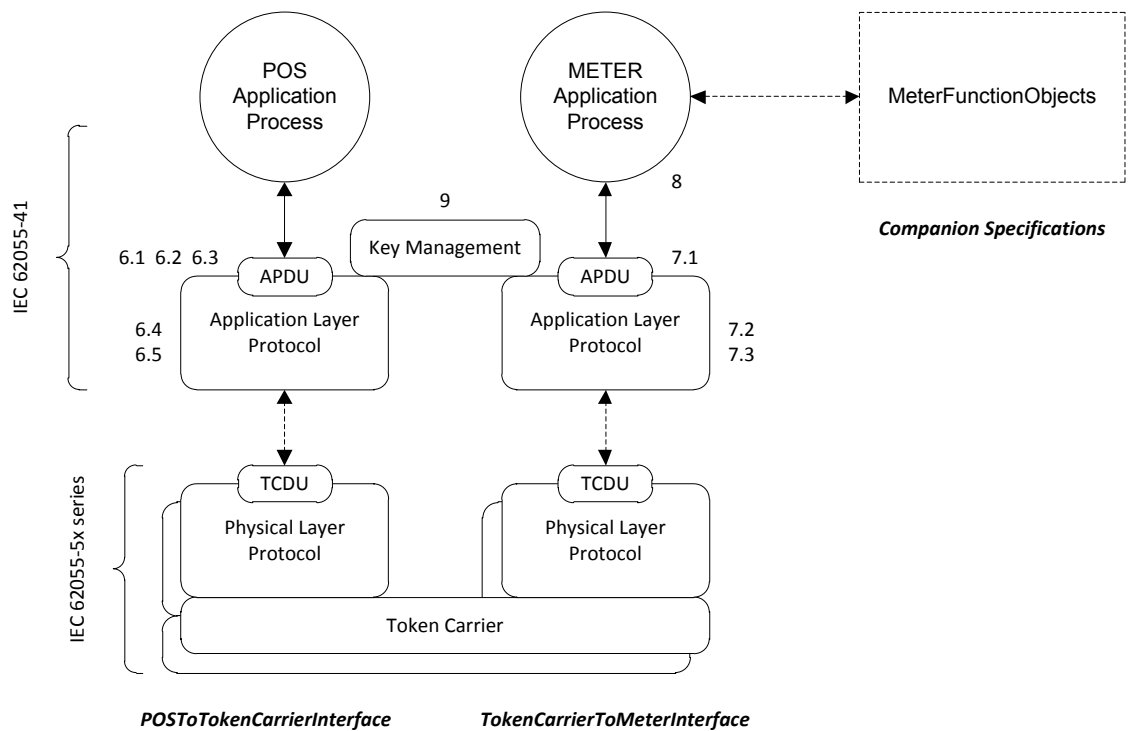 POS
Application
Process
METER
Application
Process
MeterFunctionObjects
Companion Specifications
IEC 62055-41
8
9
Key Management
6.1 6.2 6.3
APDU
APDU
7.1
Application Layer
Protocol
Application Layer
Protocol
6.4
6.5
7.2
7.3
IEC 62055-5x series
TCDU
TCDU
Physical Layer
Protocol
Physical Layer
Protocol
Token Carrier
POSToTokenCarrierInterface
TokenCarrierToMeterInterface